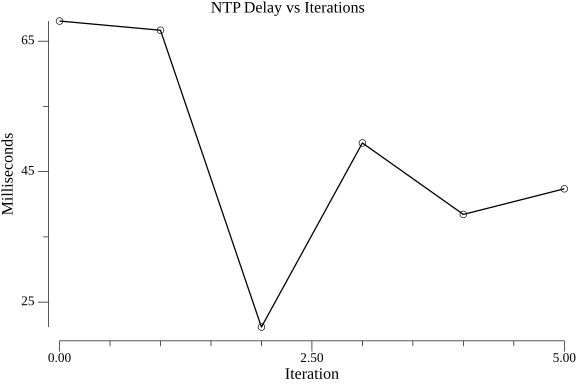 NTP Delay vs Iterations
65
45
25
Milliseconds
0.00 2.50 5.00
Iteration